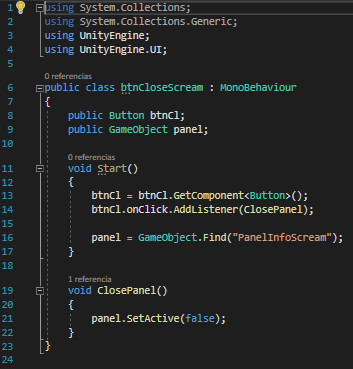 1 using System.Collections;
2 using System.Collections.Generic;
3 using UnityEngine;
4 using UnityEngine.UI;
5
0 referencias
6 public class btnCloseScream : MonoBehaviour
7 {
8 public Button btnCl;
9 public GameObject panel;
10
0 referencias
11 void Start()
12 {
13 btnCl = btnCl.GetComponent<Button>();
14 btnCl.onClick.AddListener(ClosePanel);
15
16 panel = GameObject.Find("PanelInfoScream");
17 }
18
1 referencia
19 void ClosePanel()
20 {
21 panel.SetActive(false);
22 }
23 }
24